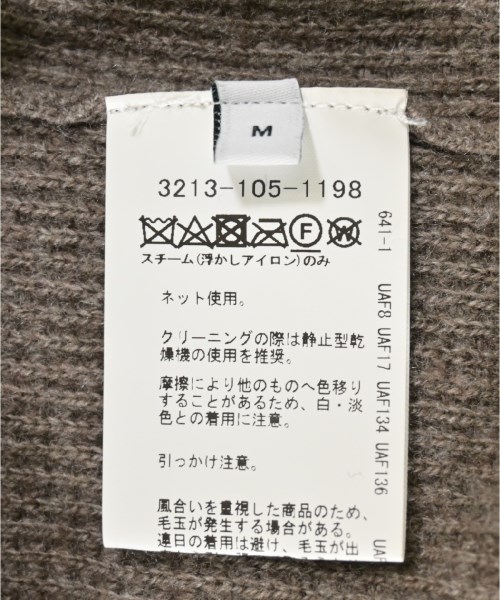 M
3213-105-1198
F W
スチーム(浮かしアイロン)のみ
ネット使用。
クリーニングの際は静止型乾
燥機の使用を推奨。
摩擦により他のものへ色移り
することがあるため、白・淡
色との着用に注意。
引っかけ注意。
風合いを重視した商品のため、
毛玉が発生する場合がある。
連日の着用は避け、毛玉が出
641-1 UAF8 UAF17 UAF134 UAF136